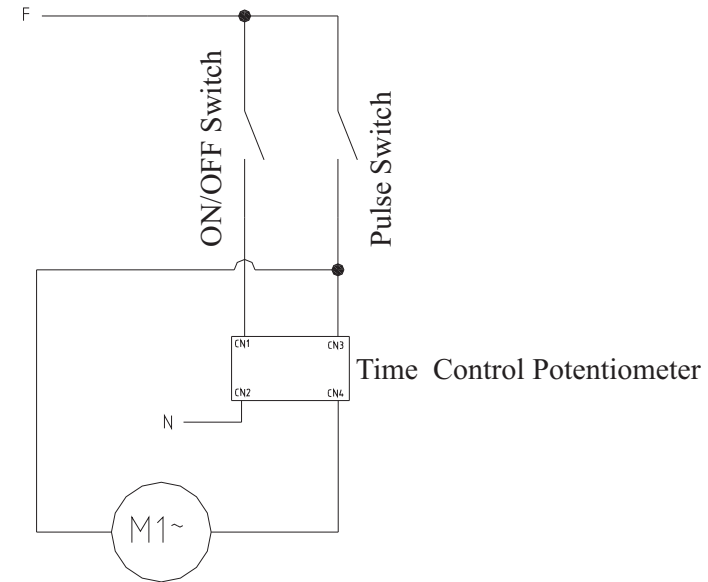 F
ON/OFF Switch
Pulse Switch
CN1
CN3
Time Control Potentiometer
CN2
CN4
N
M1~